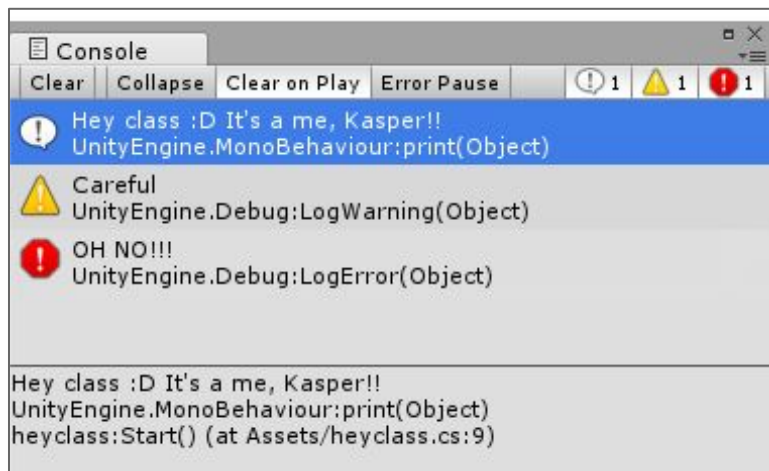 Console
Clear Collapse Clear on Play Error Pause 1 1 1
Hey class :D It's a me, Kasper!!
UnityEngine.MonoBehaviour:print(Object)
Careful
UnityEngine.Debug:LogWarning(Object)
OH NO!!!
UnityEngine.Debug:LogError(Object)
Hey class :D It's a me, Kasper!!
UnityEngine.MonoBehaviour:print(Object)
heyclass:Start() (at Assets/heyclass.cs:9)